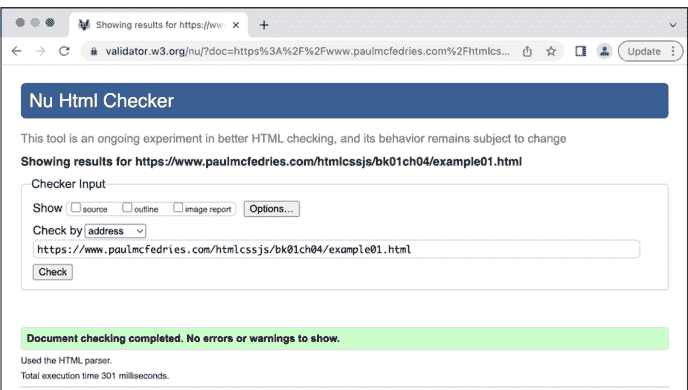 Showing results for https://www
validator.w3.org/nu/?doc=https%3A%2F%2Fwww.paulmcfedries.com%2Fhtmlcs...
Update
Nu Html Checker
This tool is an ongoing experiment in better HTML checking, and its behavior remains subject to change
Showing results for https://www.paulmcfedries.com/htmlcssjs/bk01ch04/example01.html
Checker Input
Show source outline image report Options...
Check by address
https://www.paulmcfedries.com/htmlcssjs/bk01ch04/example01.html
Check
Document checking completed. No errors or warnings to show.
Used the HTML parser.
Total execution time 301 milliseconds.